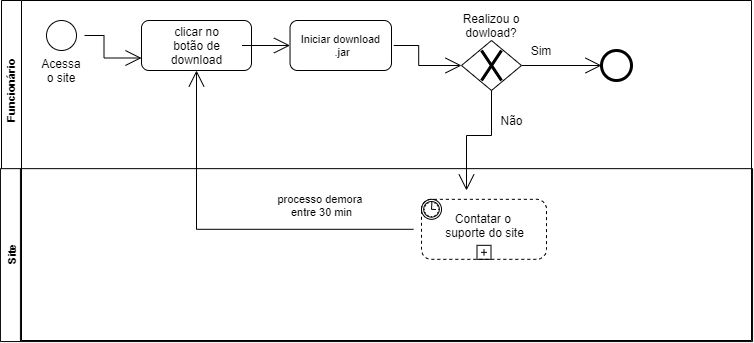 Funcionário
Acessa
o site
clicar no
botão de
download
Iniciar download
.jar
Realizou o
dowload?
Sim
Não
Site
processo demora
entre 30 min
Contatar o
suporte do site